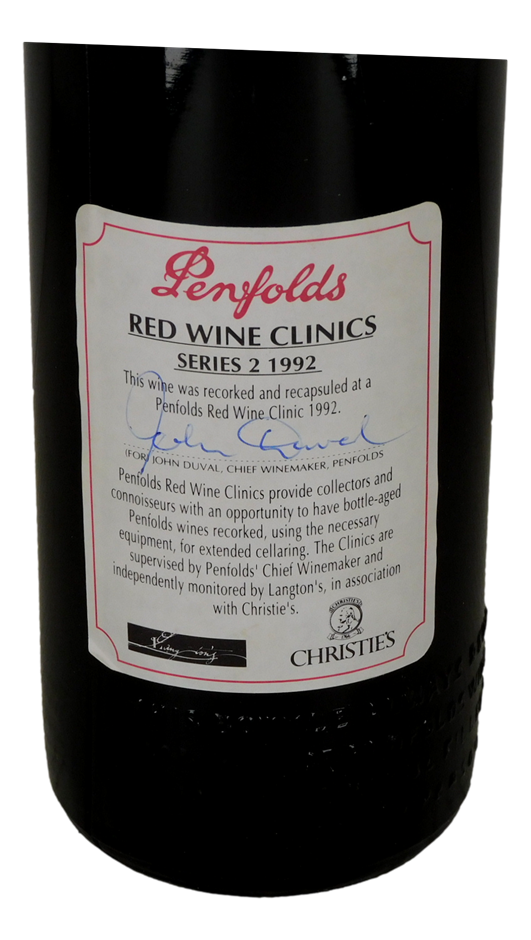 Penfolds
RED WINE CLINICS
SERIES 2 1992
This wine was recorked and recapsuled at a
Penfolds Red Wine Clinic 1992.
John Duval
(FOR) JOHN DUVAL, CHIEF WINEMAKER, PENFOLDS
Penfolds Red Wine Clinics provide collectors and
connoisseurs with an opportunity to have bottle-aged
Penfolds wines recorked, using the necessary
equipment, for extended cellaring. The Clinics are
supervised by Penfolds' Chief Winemaker and
independently monitored by Langton's, in association
with Christie's.
CHRISTIE'S